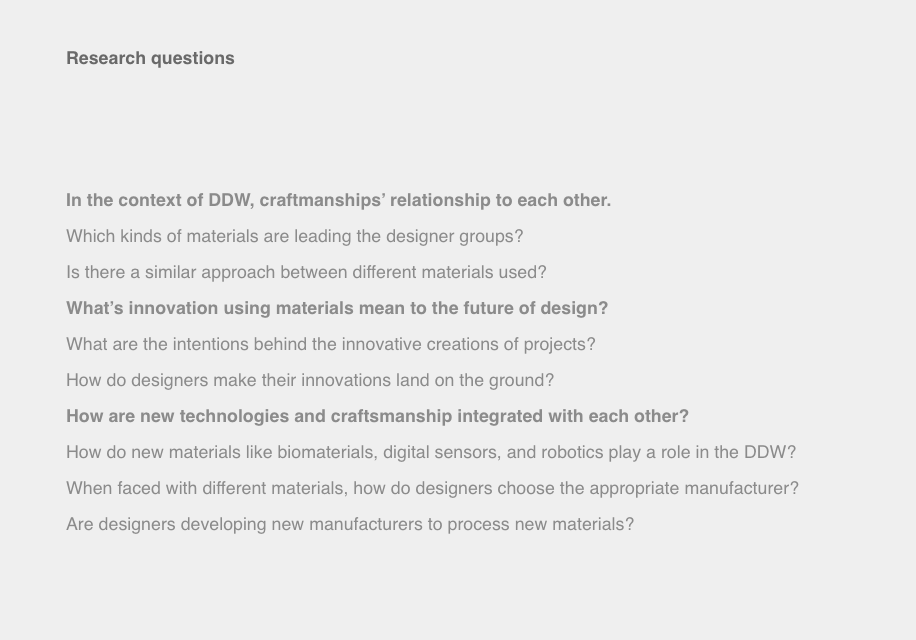 Research questions
In the context of DDW, craftmanships’ relationship to each other.
Which kinds of materials are leading the designer groups?
Is there a similar approach between different materials used?
What’s innovation using materials mean to the future of design?
What are the intentions behind the innovative creations of projects?
How do designers make their innovations land on the ground?
How are new technologies and craftsmanship integrated with each other?
How do new materials like biomaterials, digital sensors, and robotics play a role in the DDW?
When faced with different materials, how do designers choose the appropriate manufacturer?
Are designers developing new manufacturers to process new materials?